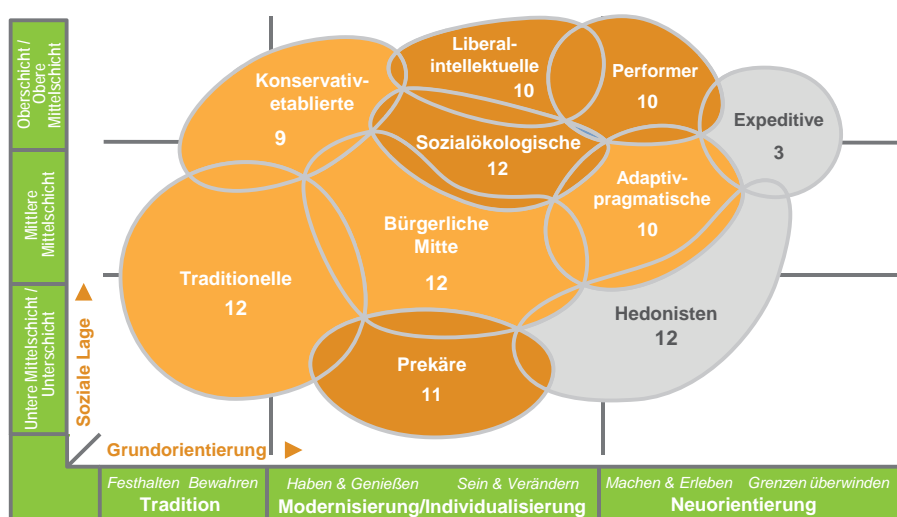 Oberschicht /
Obere
Mittelschicht
Mittlere
Mittelschicht
Untere Mittelschicht /
Unterschicht
Soziale Lage
Konservativ-
etablierte
9
Liberal-
intellektuelle
10
Performer
10
Expeditive
3
Sozialökologische
12
Adaptiv-
pragmatische
10
Bürgerliche
Mitte
12
Traditionelle
12
Hedonisten
12
Prekäre
11
Grundorientierung
Festhalten Bewahren
Tradition
Haben & Genießen Sein & Verändern
Modernisierung/Individualisierung
Machen & Erleben Grenzen überwinden
Neuorientierung